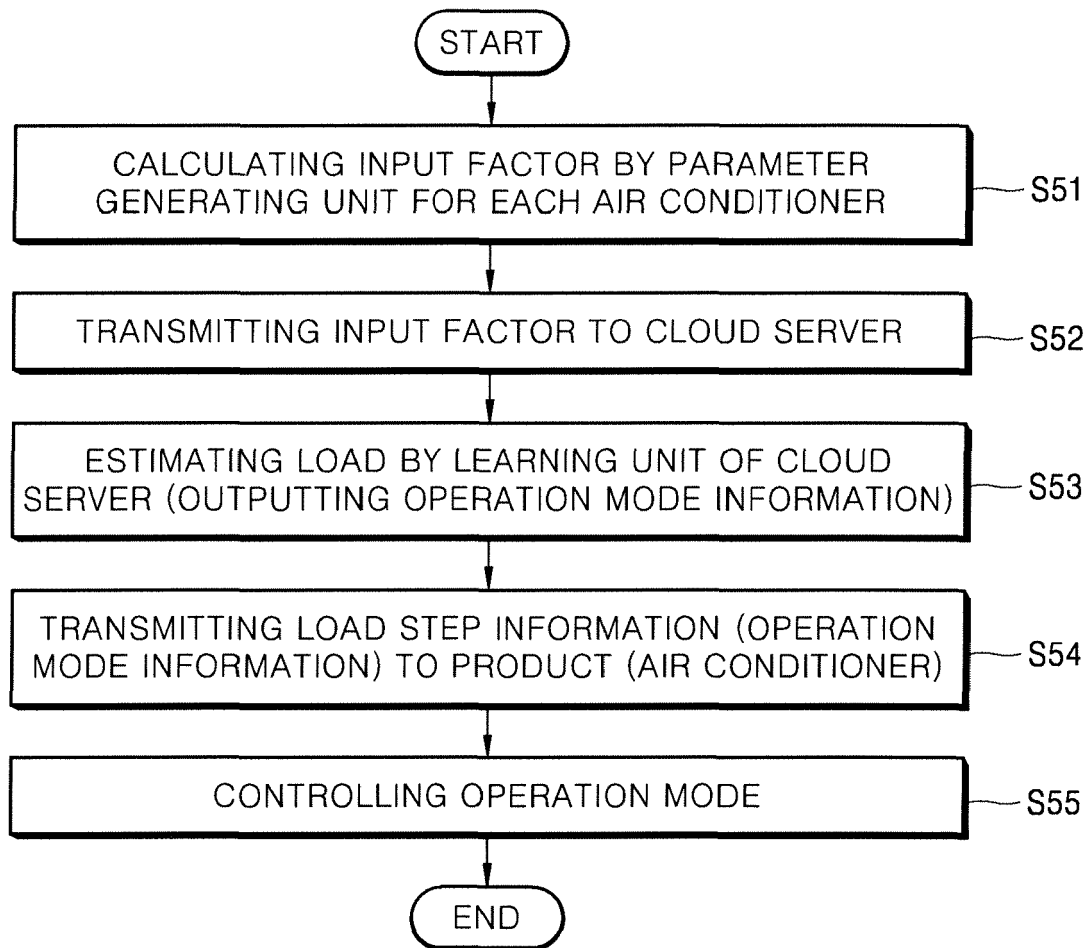 START
CALCULATING INPUT FACTOR BY PARAMETER
GENERATING UNIT FOR EACH AIR CONDITIONER
S51
TRANSMITTING INPUT FACTOR TO CLOUD SERVER
S52
ESTIMATING LOAD BY LEARNING UNIT OF CLOUD
SERVER (OUTPUTTING OPERATION MODE INFORMATION)
S53
TRANSMITTING LOAD STEP INFORMATION (OPERATION
MODE INFORMATION) TO PRODUCT (AIR CONDITIONER)
S54
CONTROLLING OPERATION MODE
S55
END